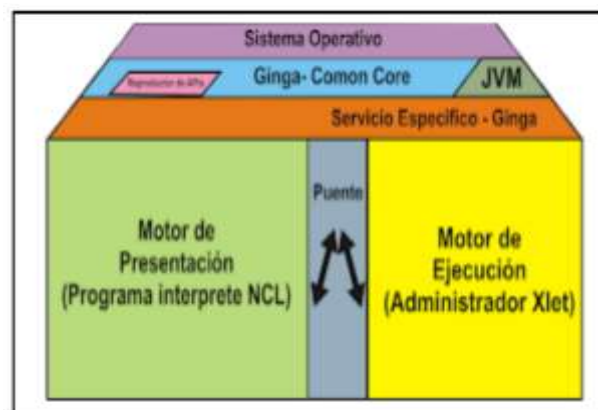 Sistema Operativo
Ginga- Comon Core
JVM
Servicio Específico - Ginga
Puente
Motor de
Presentación
(Programa interprete NCL)
Motor de
Ejecución
(Administrador Xlet)